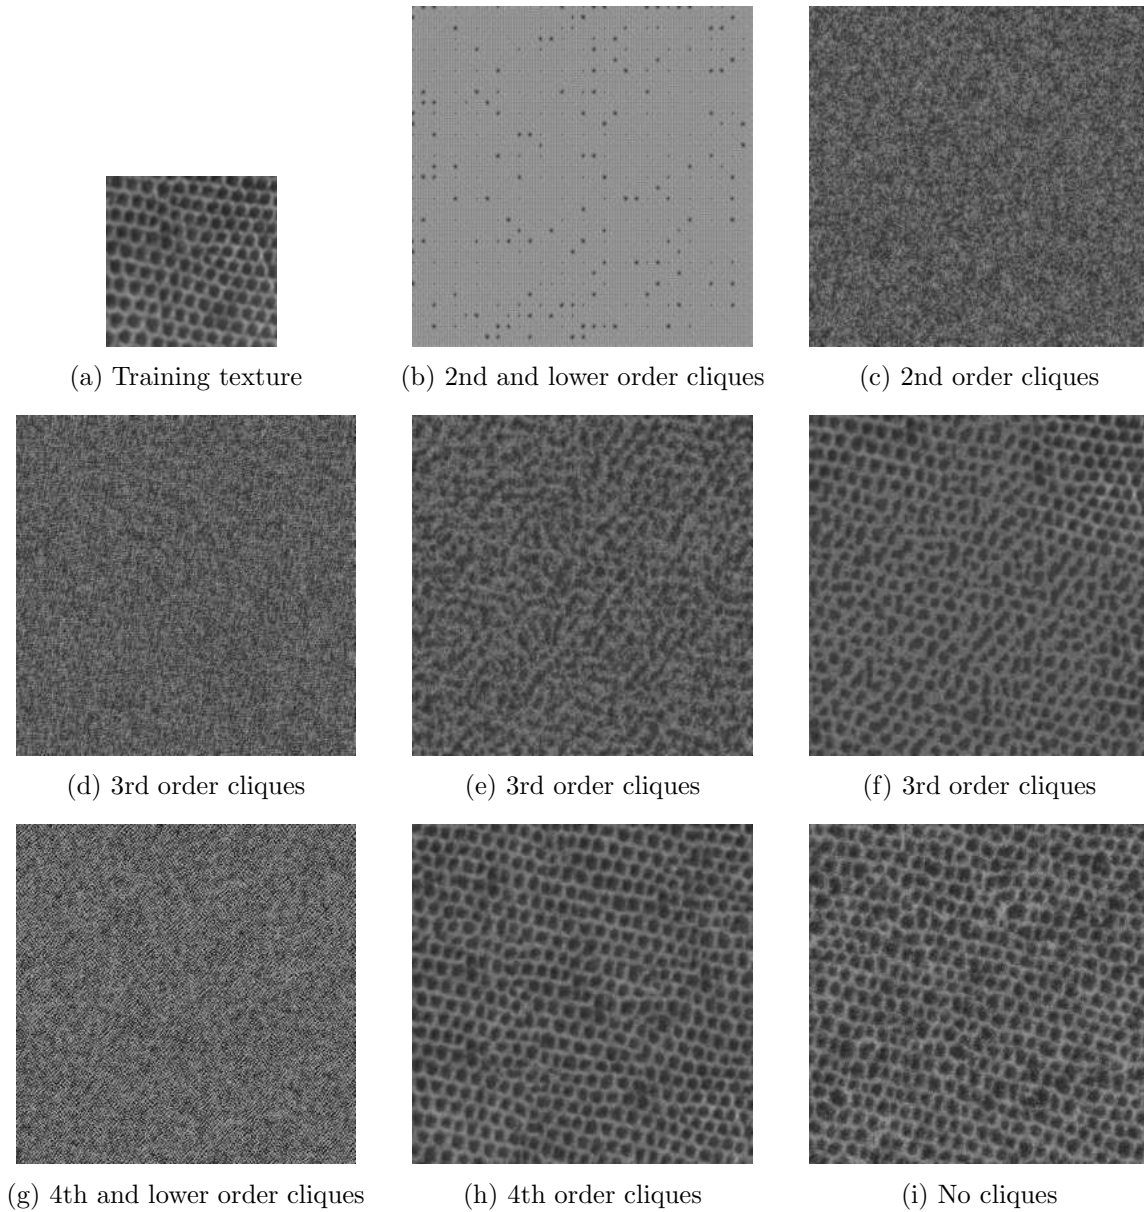 (a) Training texture
(b) 2nd and lower order cliques
(c) 2nd order cliques
(d) 3rd order cliques
(e) 3rd order cliques
(f) 3rd order cliques
(g) 4th and lower order cliques
(h) 4th order cliques
(i) No cliques